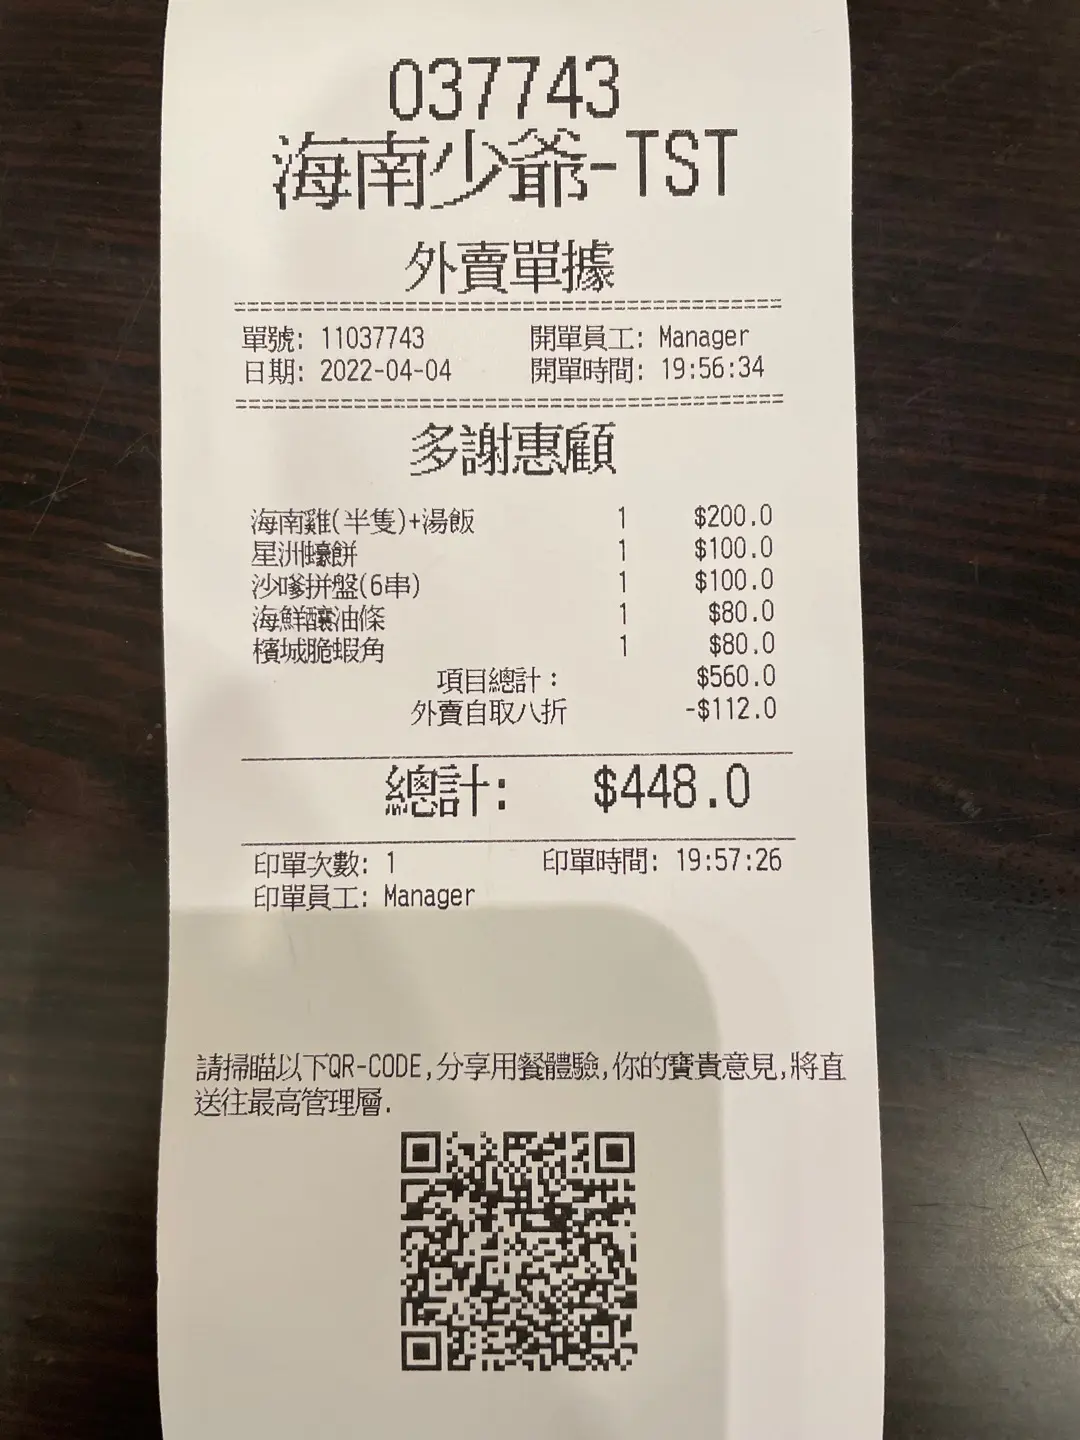 037743
海南少爺-TST
外賣單據
單號: 11037743 開單員工: Manager
日期: 2022-04-04 開單時間: 19:56:34
多謝惠顧
海南雞(半隻)+湯飯 1 $200.0
星洲蠔餅 1 $100.0
沙嗲拼盤(6串) 1 $100.0
海鮮釀油條 1 $80.0
檳城脆蝦角 1 $80.0
項目總計: $560.0
外賣自取八折 -$112.0
總計: $448.0
印單次數: 1 印單時間: 19:57:26
印單員工: Manager
請掃瞄以下QR-CODE,分享用餐體驗,你的寶貴意見,將直
送往最高管理層.